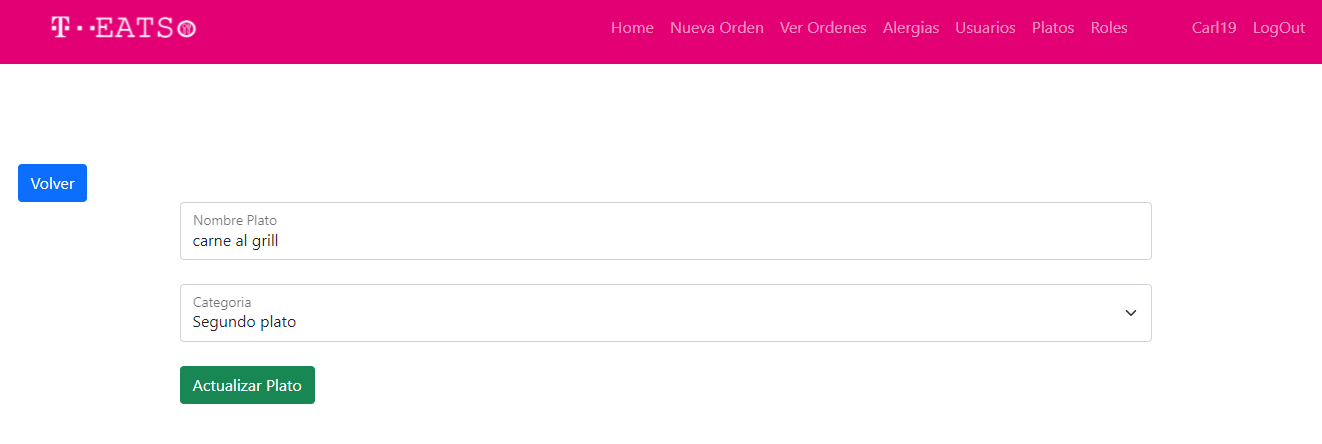 T··EATS
Home Nueva Orden Ver Ordenes Alergias Usuarios Platos Roles Carl19 LogOut
Volver
Nombre Plato
carne al grill
Categoria
Segundo plato
Actualizar Plato